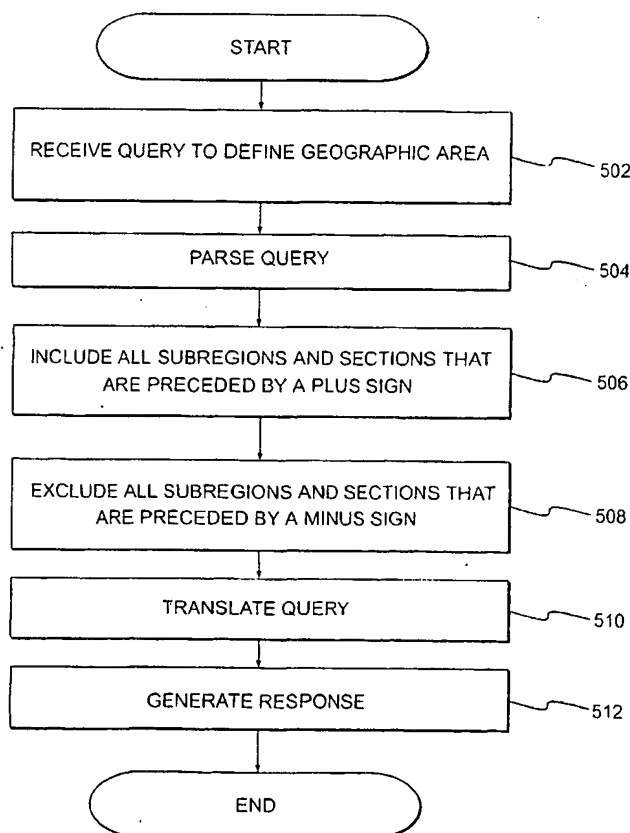 START
RECEIVE QUERY TO DEFINE GEOGRAPHIC AREA
502
PARSE QUERY
504
INCLUDE ALL SUBREGIONS AND SECTIONS THAT
ARE PRECEDED BY A PLUS SIGN
506
EXCLUDE ALL SUBREGIONS AND SECTIONS THAT
ARE PRECEDED BY A MINUS SIGN
508
TRANSLATE QUERY
510
GENERATE RESPONSE
512
END